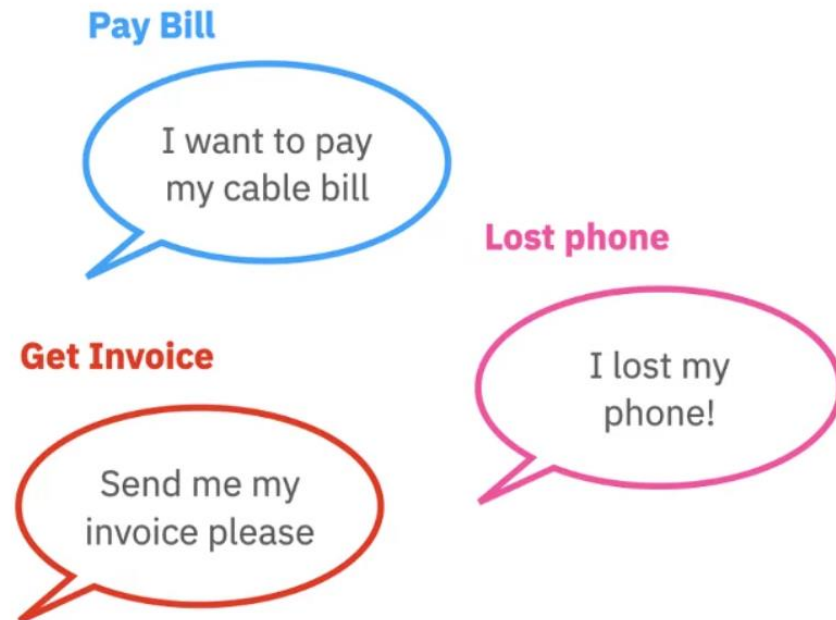 Pay Bill
I want to pay
my cable bill
Lost phone
I lost my
phone!
Get Invoice
Send me my
invoice please